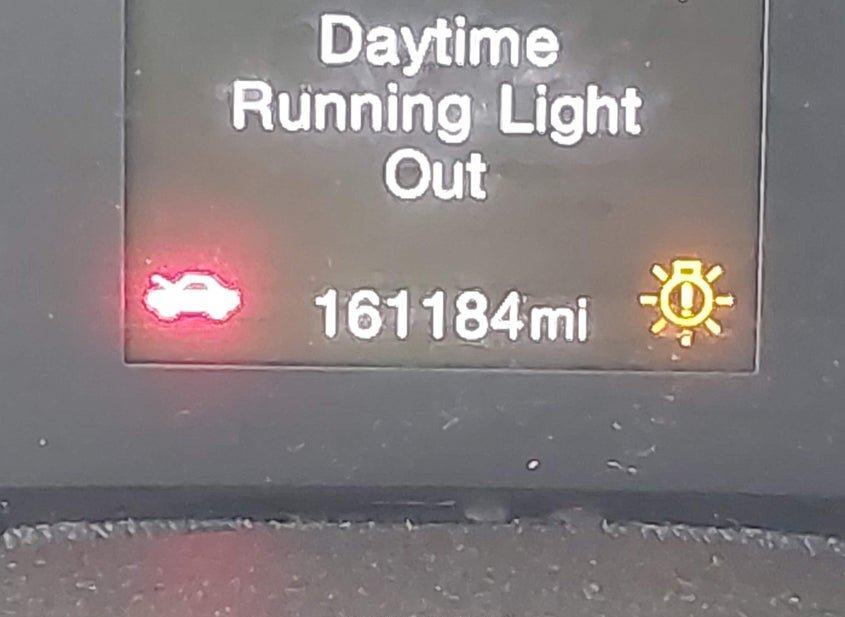 Daytime
Running Light
Out
161184mi